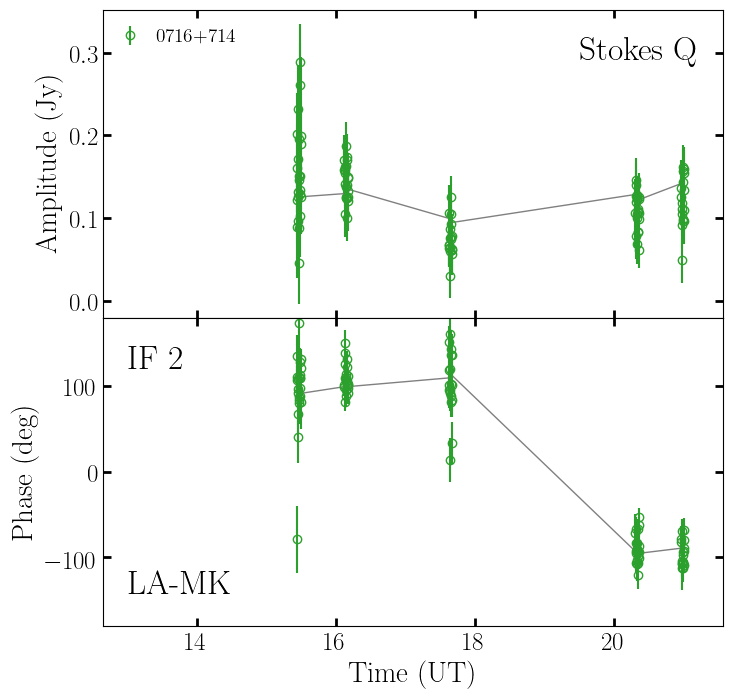 0716+714
Stokes Q
0.3
0.2
0.1
0.0
Amplitude (Jy)
IF 2
100
0
−100
Phase (deg)
LA-MK
14 16 18 20
Time (UT)